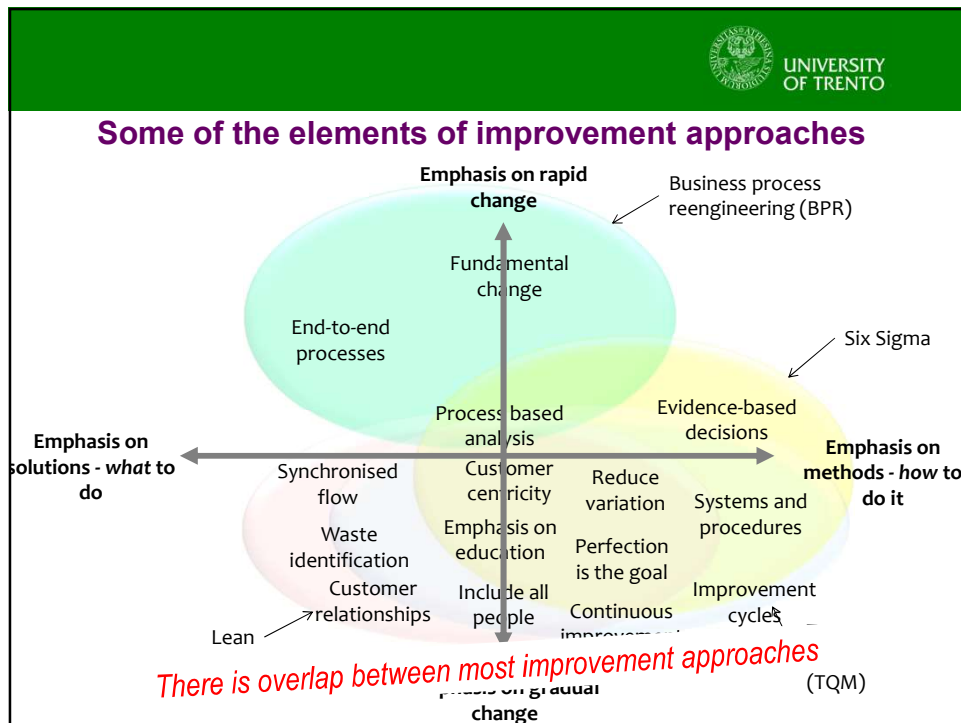 UNIVERSITY
OF TRENTO
Some of the elements of improvement approaches
Emphasis on rapid
change
Business process
reengineering (BPR)
Fundamental
change
End-to-end
processes
Six Sigma
Process based
analysis
Evidence-based
decisions
Emphasis on
solutions - what to
do
Emphasis on
methods - how to
do it
Synchronised
flow
Customer
centricity
Reduce
variation
Systems and
procedures
Waste
identification
Emphasis on
education
Perfection
is the goal
Customer
relationships
Include all
people
Continuous
improvement
Improvement
cycles
Lean
There is overlap between most improvement approaches
on gradual
change
(TQM)